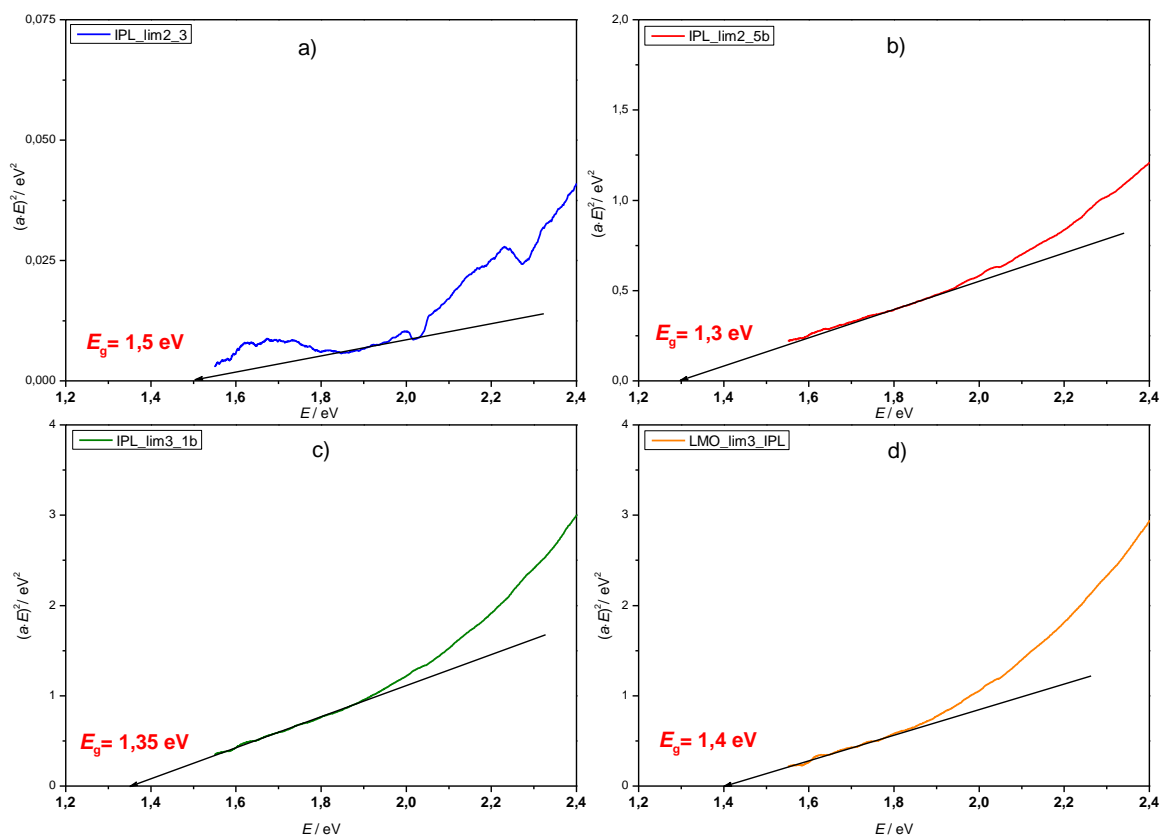 IPL_lim2_3
a)
0,075
0,050
0,025
0,000
(a·E)²/ eV²
E_g= 1,5 eV
1,2 1,4 1,6 1,8 2,0 2,2 2,4
E / eV
IPL_lim2_5b
b)
2,0
1,5
1,0
0,5
0,0
(a·E)²/ eV²
E_g= 1,3 eV
1,2 1,4 1,6 1,8 2,0 2,2 2,4
E / eV
IPL_lim3_1b
c)
4
3
2
1
0
(a·E)²/ eV²
E_g= 1,35 eV
1,2 1,4 1,6 1,8 2,0 2,2 2,4
E / eV
LMO_lim3_IPL
d)
4
3
2
1
0
(a·E)²/ eV²
E_g= 1,4 eV
1,2 1,4 1,6 1,8 2,0 2,2 2,4
E / eV